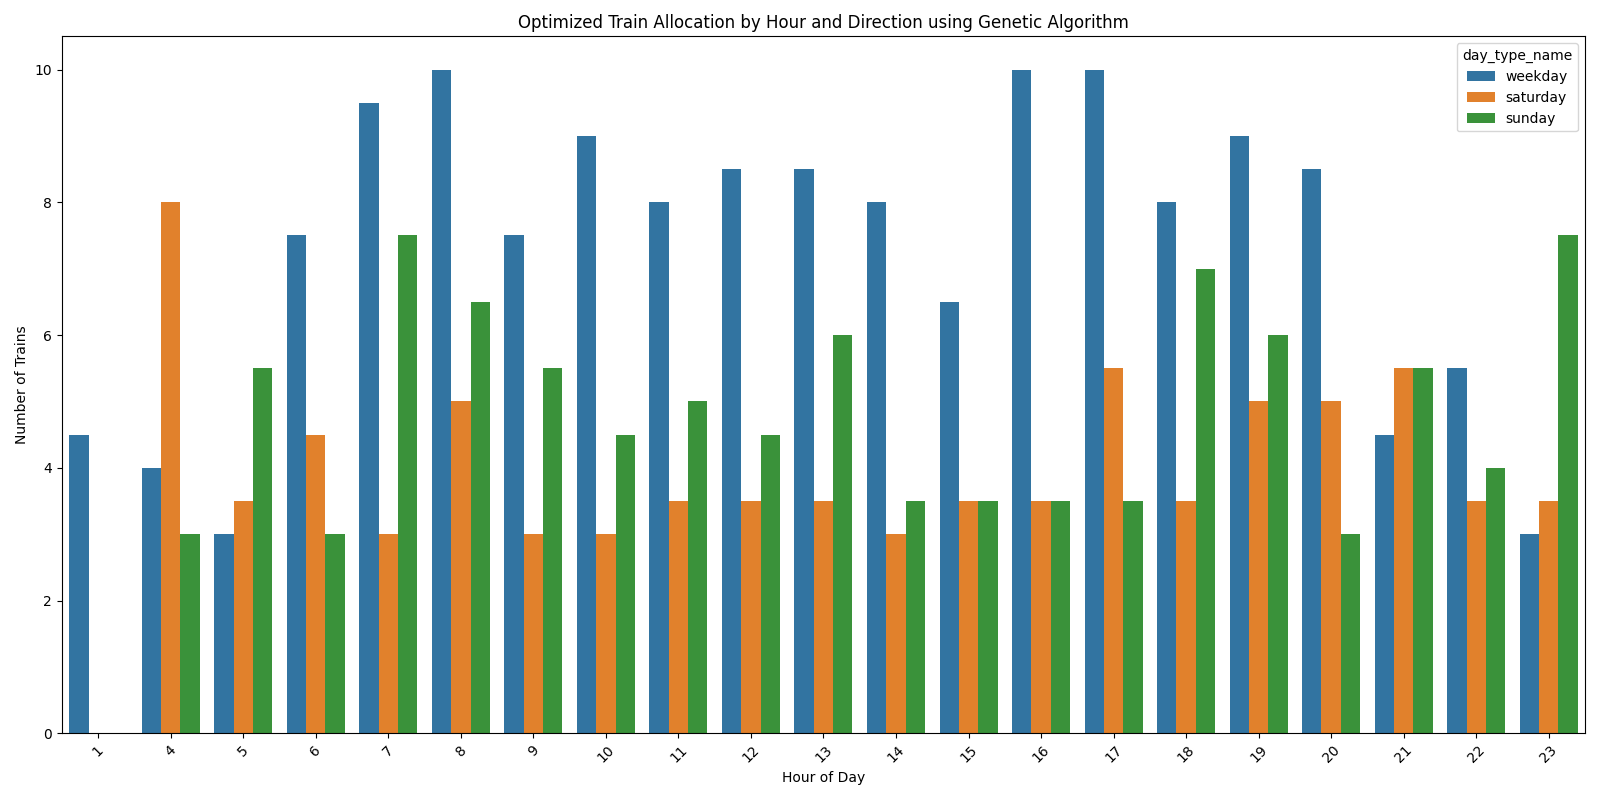 Optimized Train Allocation by Hour and Direction using Genetic Algorithm
day_type_name
weekday
saturday
sunday
Number of Trains
10
8
6
4
2
0
1 4 5 6 7 8 9 10 11 12 13 14 15 16 17 18 19 20 21 22 23
Hour of Day